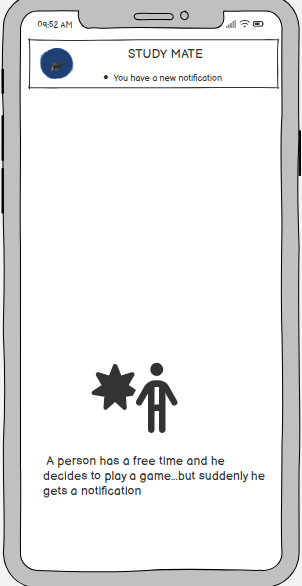 09:52 AM
STUDY MATE
• You have a new notification
A person has a free time and he
decides to play a game...but suddenly he
gets a notification